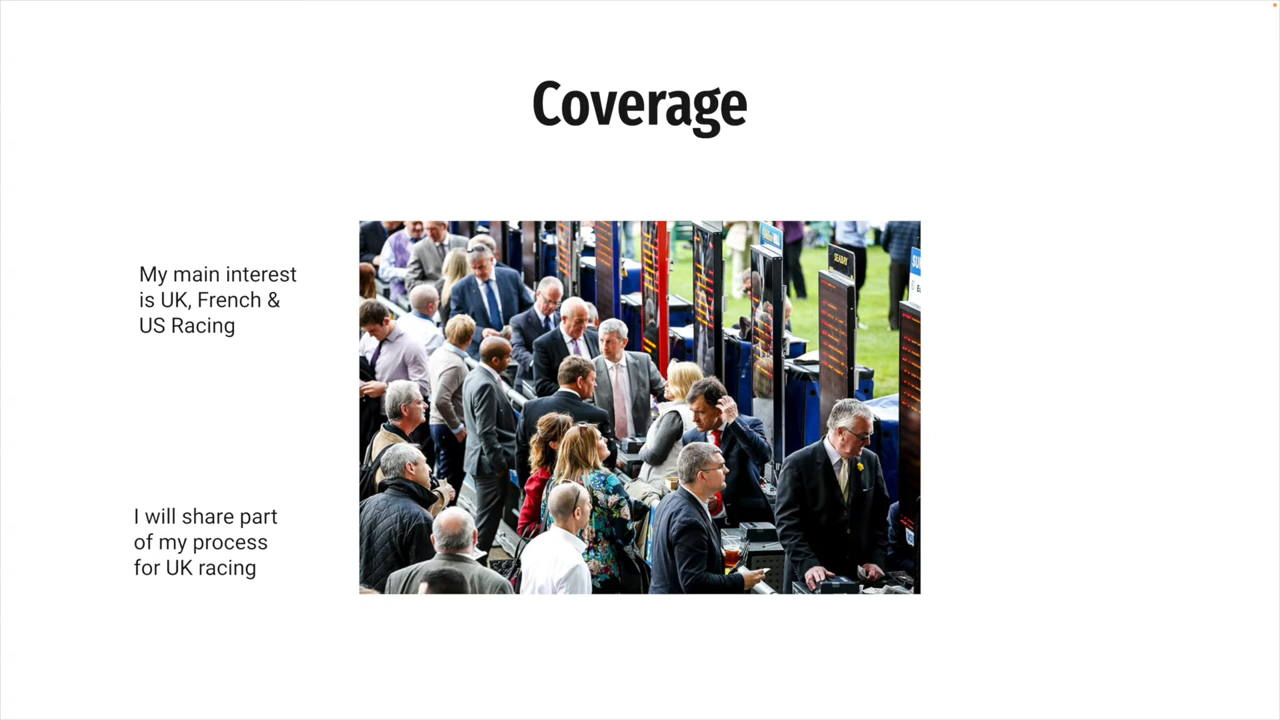 Coverage
My main interest
is UK, French &
US Racing
I will share part
of my process
for UK racing